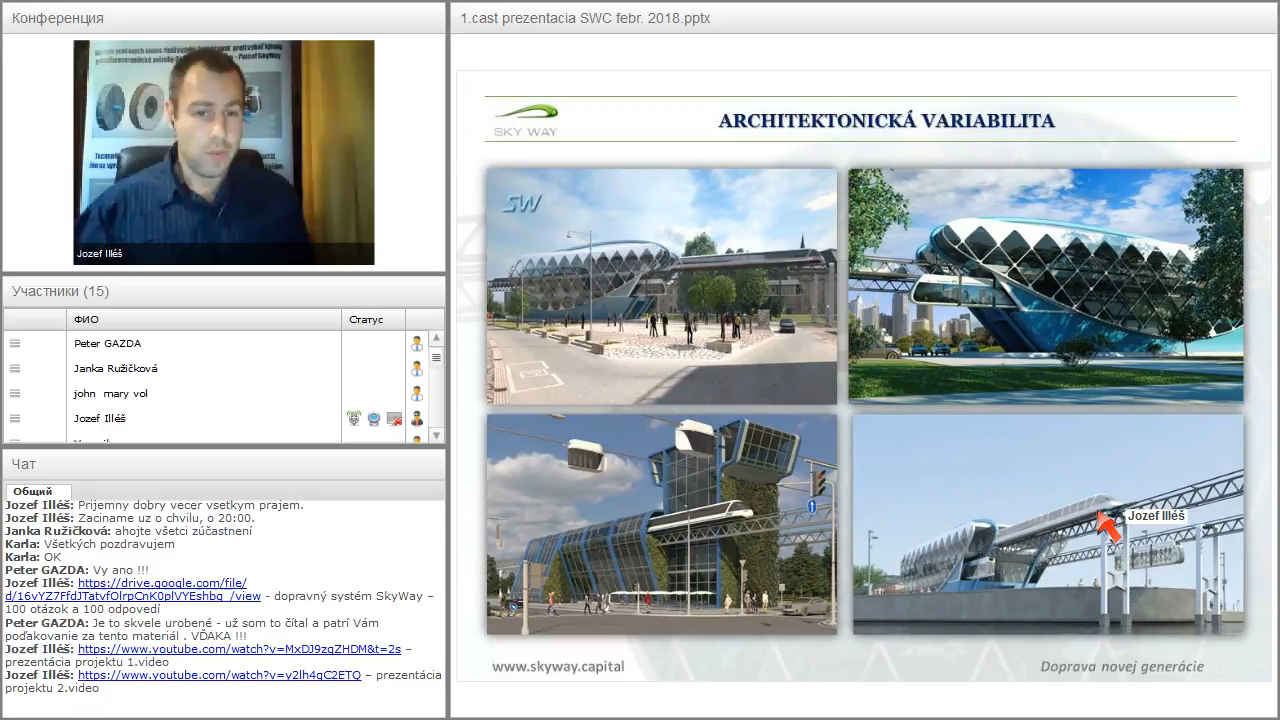 Конференция
Jozef Illéš
Участники (15)
ФИО
Статус
Peter GAZDA
Janka Ružičková
john mary vol
Jozef Illéš
Чат
Общий
Jozef Illéš: Prijemny dobry vecer vsetkym prajem.
Jozef Illéš: Zaciname uz o chvilu, o 20:00.
Janka Ružičková: ahojte všetci zúčastnení
Karla: Všetkých pozdravujem
Karla: OK
Peter GAZDA: Vy ano !!!
Jozef Illéš: https://drive.google.com/file/
- dopravný systém SkyWay –
100 otázok a 100 odpovedí
Peter GAZDA: Je to skvele urobené - už som to čítal a patrí Vám
poďakovanie za tento materiál . VĎAKA !!!
Jozef Illéš: https://www.youtube.com/watch?v=MxDJ9zqZHDM&t=2s –
prezentácia projektu 1.video
Jozef Illéš: https://www.youtube.com/watch?v=y2lh4qC2ETQ – prezentácia
projektu 2.video
1.cast prezentacia SWC febr. 2018.pptx
SKY WAY
ARCHITEKTONICKÁ VARIABILITA
SW
Jozef Illéš
www.skyway.capital
Doprava novej generácie